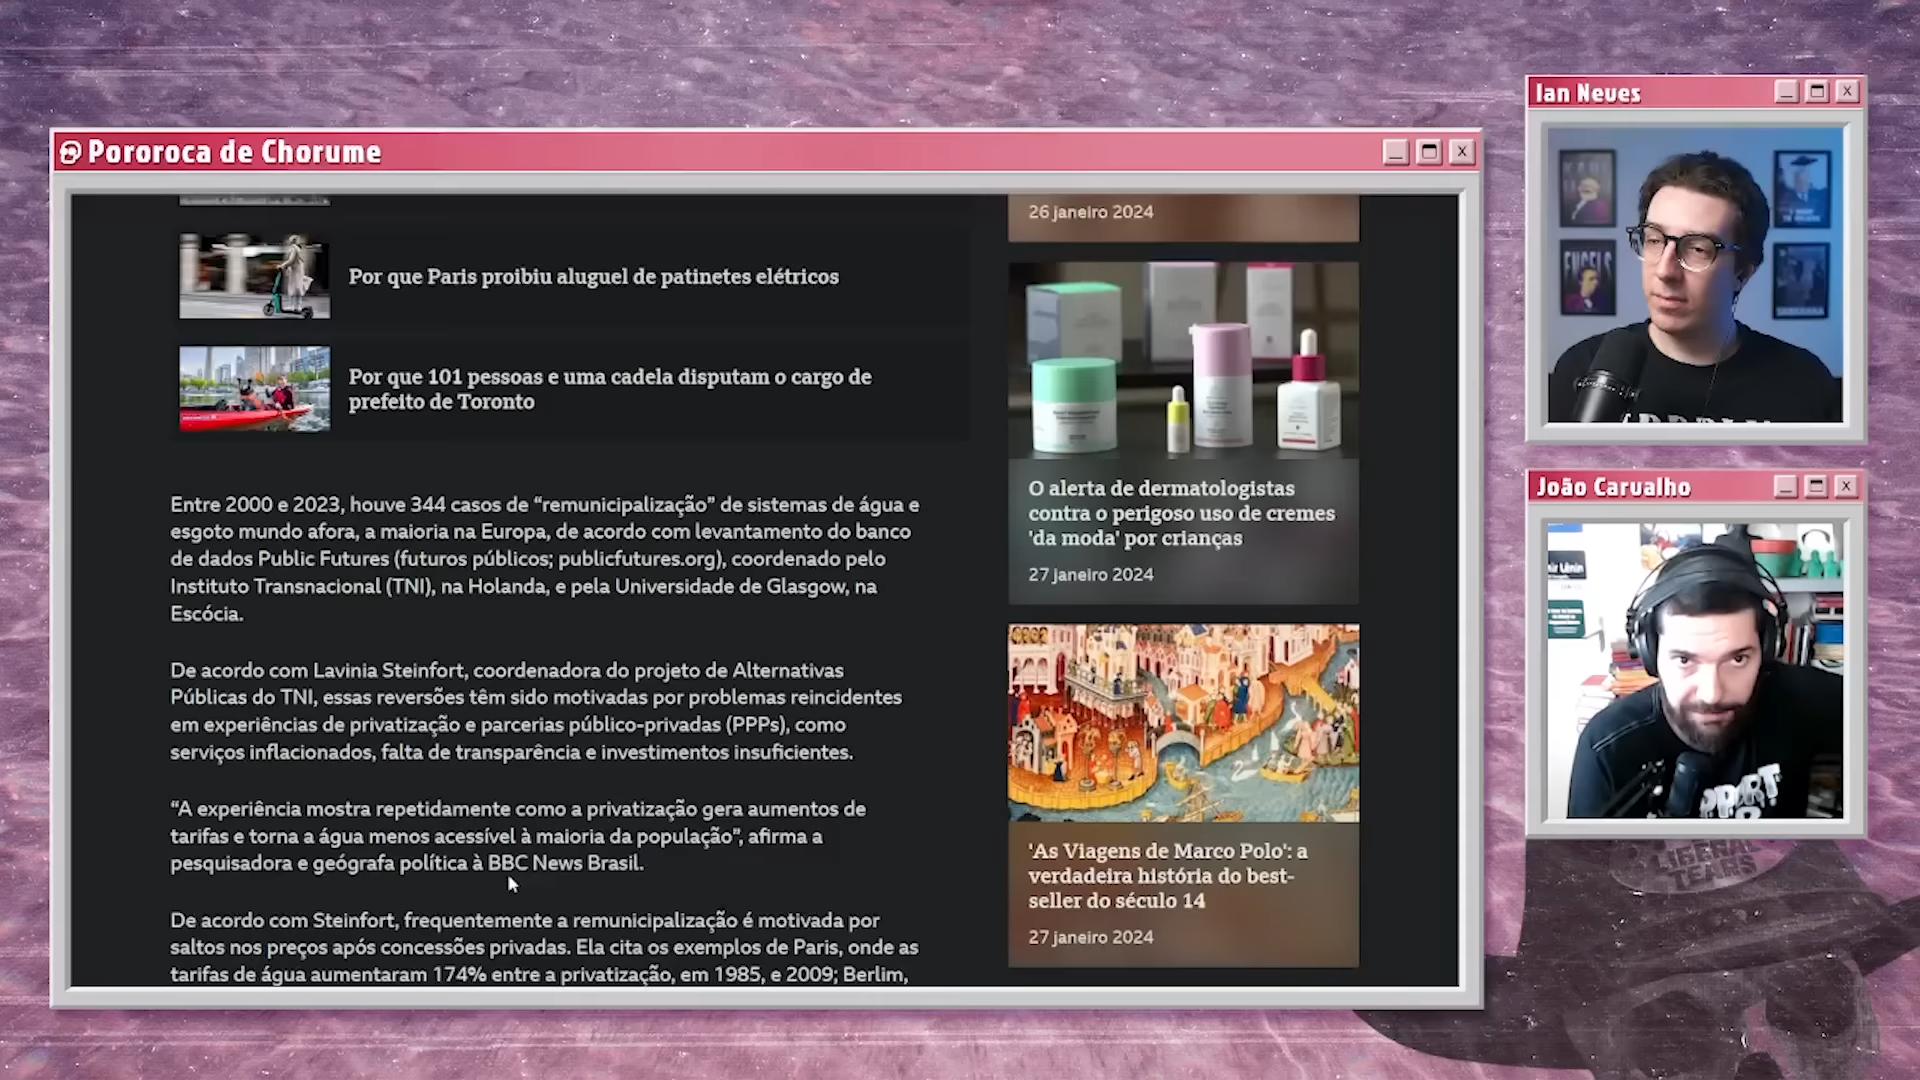 Pororoca de Chorume
Por que Paris proibiu aluguel de patinetes elétricos
Por que 101 pessoas e uma cadela disputam o cargo de
prefeito de Toronto
Entre 2000 e 2023, houve 344 casos de “remunicipalização” de sistemas de água e
esgoto mundo afora, a maioria na Europa, de acordo com levantamento do banco
de dados Public Futures (futuros públicos; publicfutures.org), coordenado pelo
Instituto Transnacional (TNI), na Holanda, e pela Universidade de Glasgow, na
Escócia.
De acordo com Lavinia Steinfort, coordenadora do projeto de Alternativas
Públicas do TNI, essas reversões têm sido motivadas por problemas reincidentes
em experiências de privatização e parcerias público-privadas (PPPs), como
serviços inflacionados, falta de transparência e investimentos insuficientes.
“A experiência mostra repetidamente como a privatização gera aumentos de
tarifas e torna a água menos acessível à maioria da população”, afirma a
pesquisadora e geógrafa política à BBC News Brasil.
De acordo com Steinfort, frequentemente a remunicipalização é motivada por
saltos nos preços após concessões privadas. Ela cita os exemplos de Paris, onde as
tarifas de água aumentaram 174% entre a privatização, em 1985, e 2009; Berlim,
26 janeiro 2024
O alerta de dermatologistas
contra o perigoso uso de cremes
'da moda' por crianças
27 janeiro 2024
'As Viagens de Marco Polo': a
verdadeira história do best-
seller do século 14
27 janeiro 2024
Ian Neves
ENGELS
João Carvalho
LIBERAL
TEARS